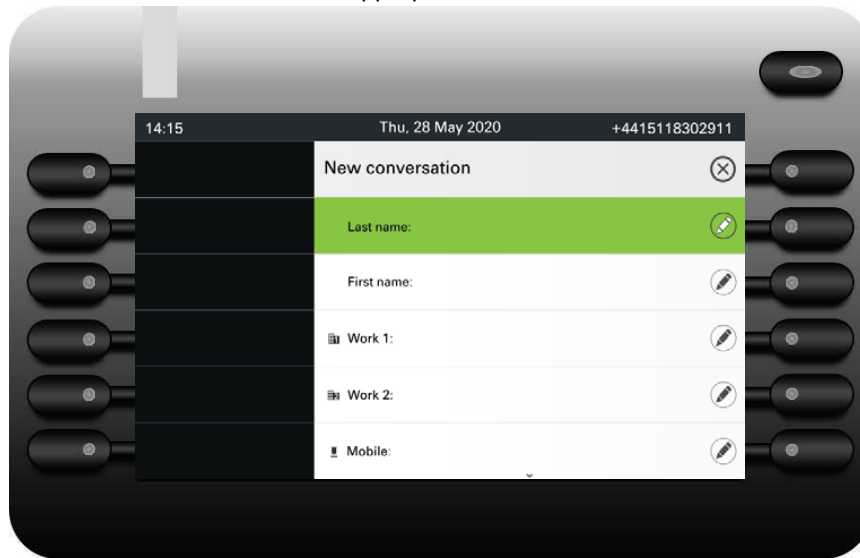 14:15 Thu, 28 May 2020 +4415118302911
New conversation
Last name:
First name:
Work 1:
Work 2:
Mobile: